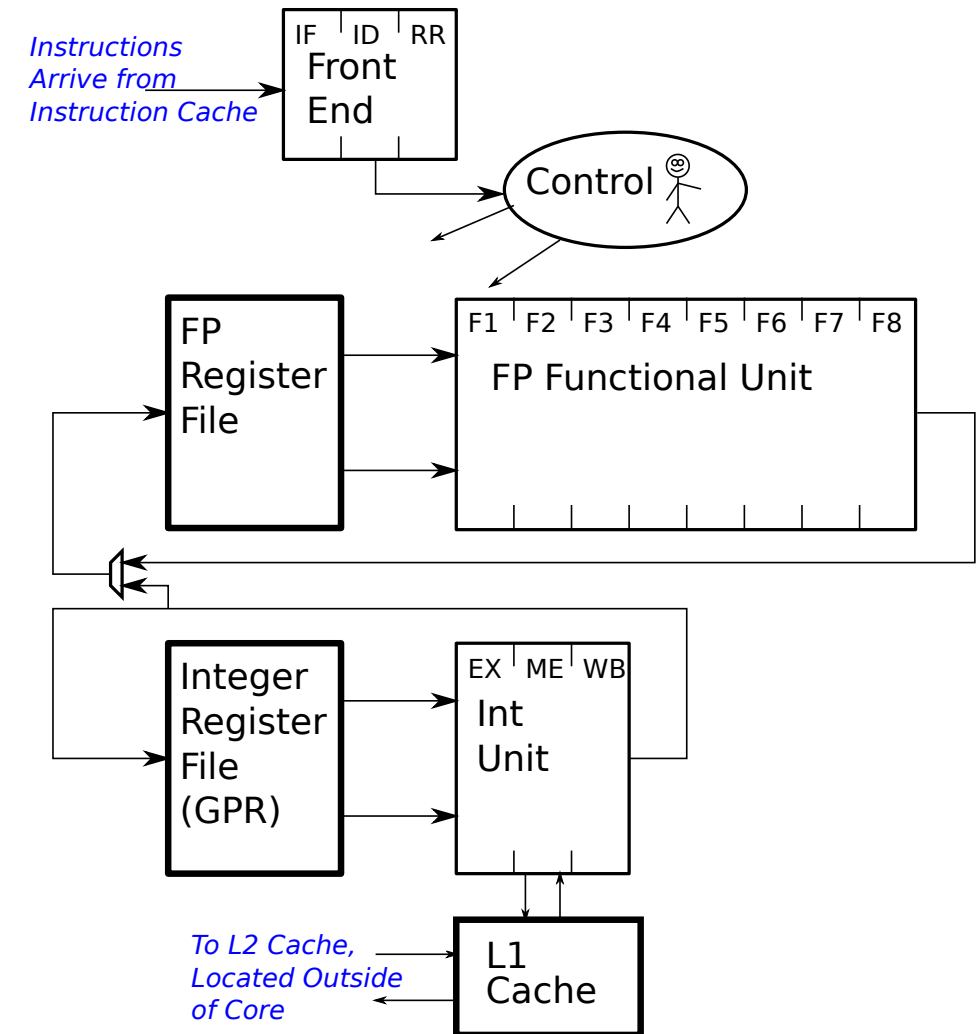 IF ID RR
Instructions
Arrive from
Instruction Cache
Front
End
Control
FP
Register
File
F1 F2 F3 F4 F5 F6 F7 F8
FP Functional Unit
Integer
Register
File
(GPR)
EX ME WB
Int
Unit
To L2 Cache,
Located Outside
of Core
L1
Cache